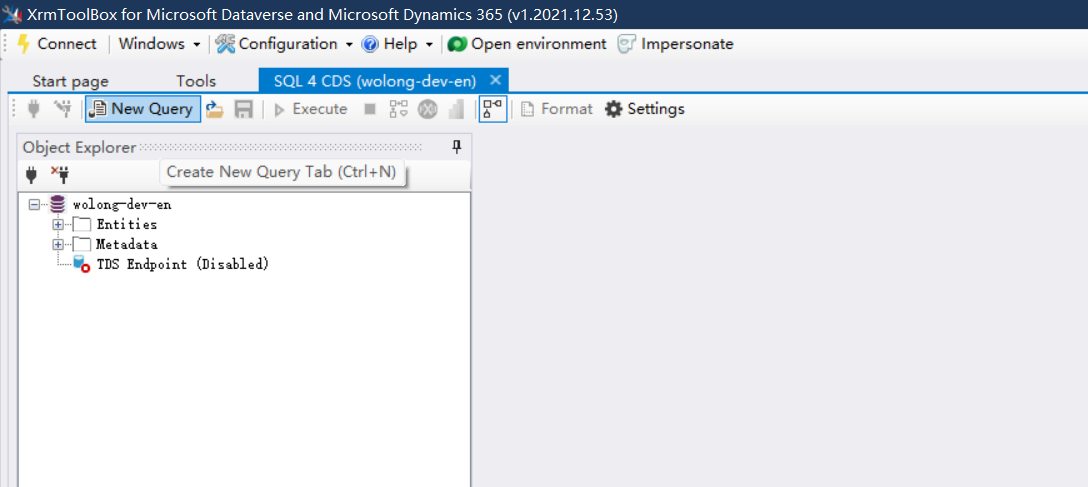 XrmToolBox for Microsoft Dataverse and Microsoft Dynamics 365 (v1.2021.12.53)
Connect Windows Configuration Help Open environment Impersonate
Start page Tools SQL 4 CDS (wolong-dev-en)
New Query Execute Format Settings
Object Explorer
Create New Query Tab (Ctrl+N)
wolong-dev-en
Entities
Metadata
TDS Endpoint (Disabled)